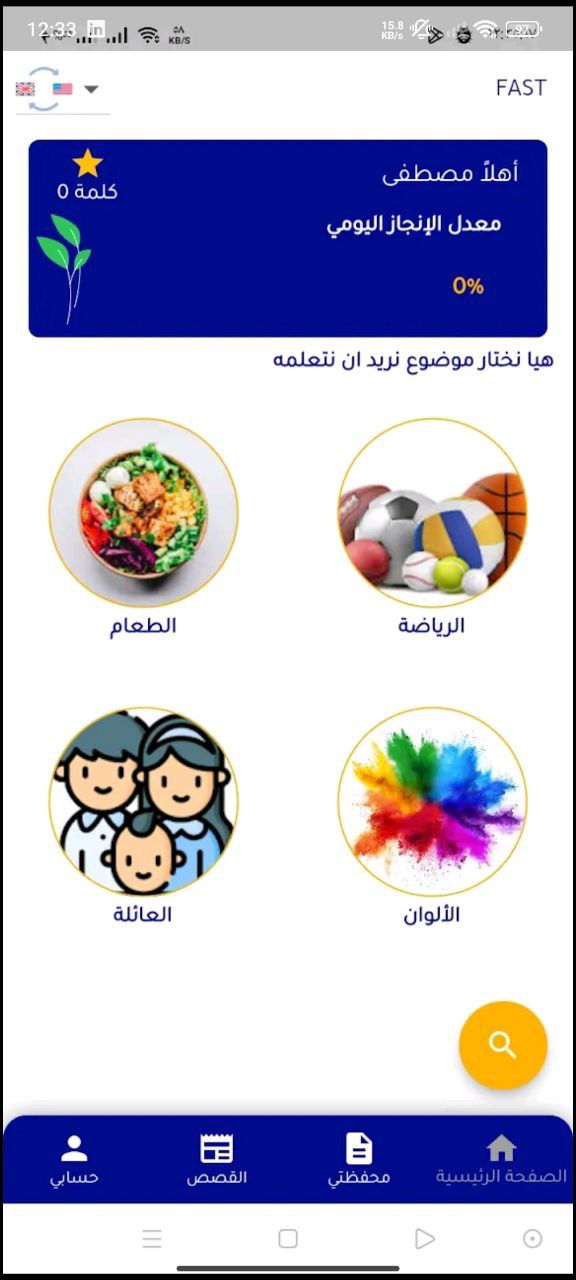 12:33
15.8 KB/s
97
٥٨ KB/s
FAST
أهلاً مصطفى
كلمة 0
معدل الإنجاز اليومي
0%
هيا نختار موضوع نريد ان نتعلمه
الرياضة
الطعام
الألوان
العائلة
الصفحة الرئيسية
محفظتي
القصص
حسابي